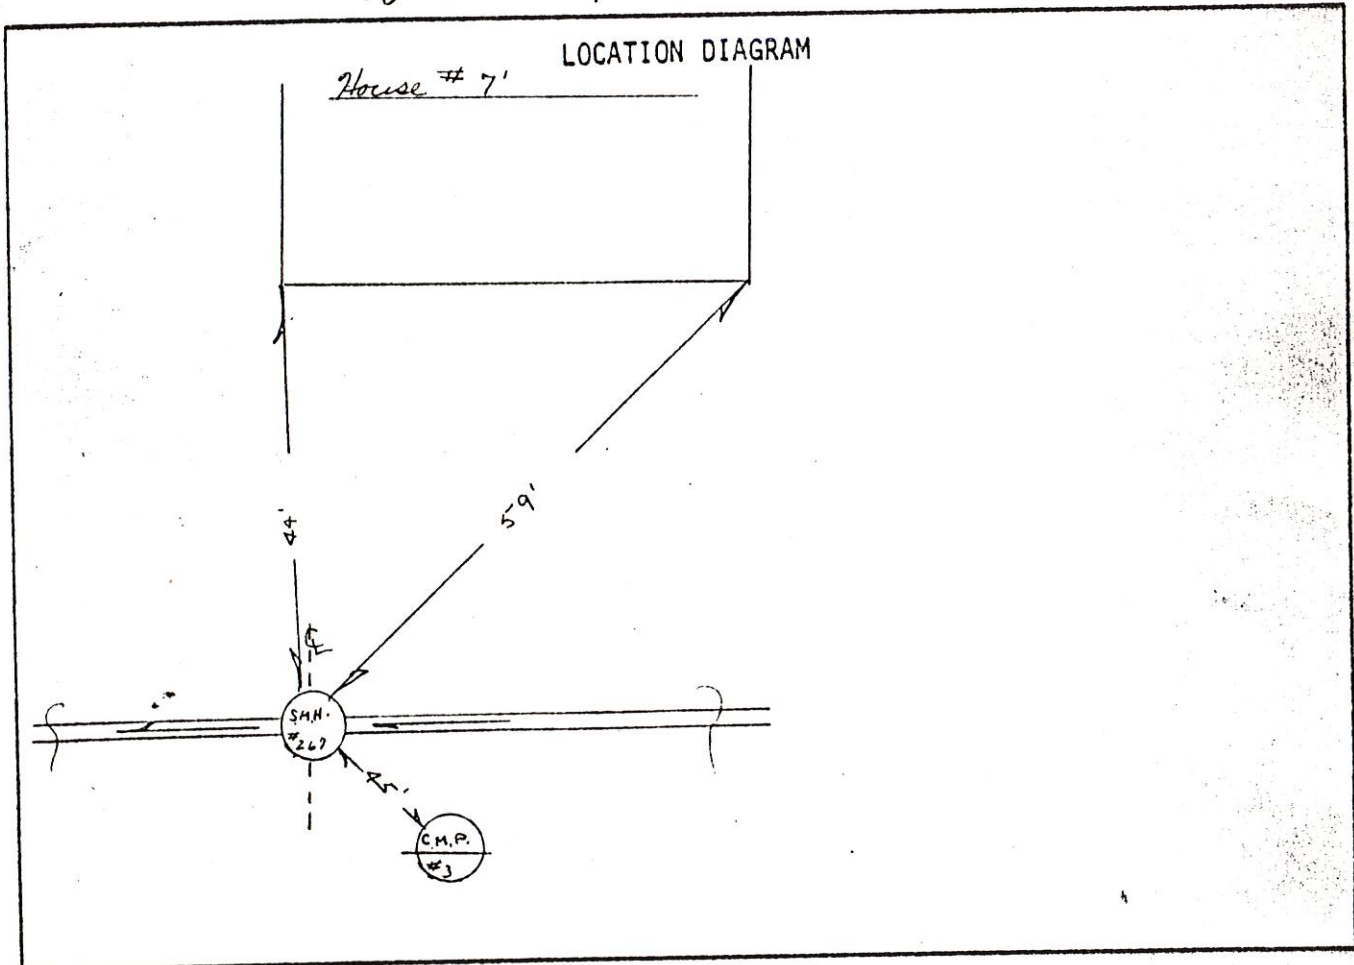 LOCATION DIAGRAM
House # 7'
44'
59'
S.M.H.
#267
45'
C.M.P.
#3